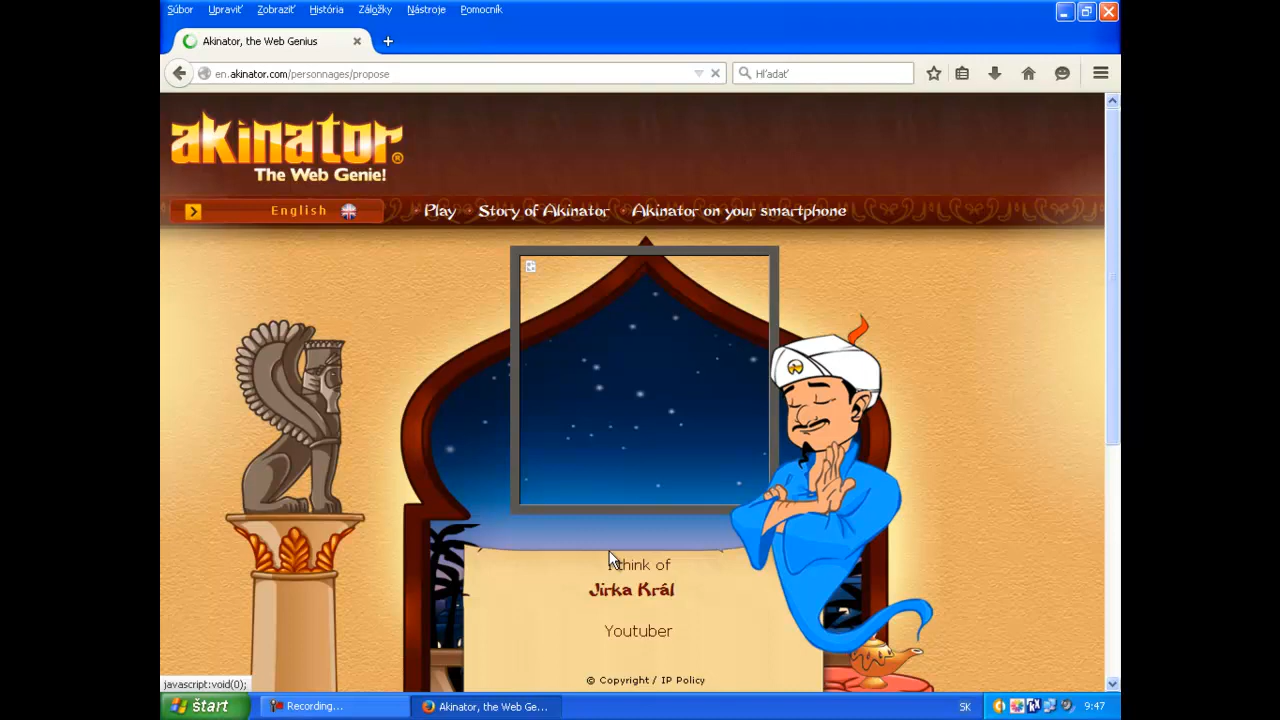 Súbor Upraviť Zobraziť História Záložky Nástroje Pomocník
Akinator, the Web Genius
en.akinator.com/personnages/propose
Hľadať
akinator®
The Web Genie!
English
Play
Story of Akinator
Akinator on your smartphone
think of
Jirka Král
Youtuber
© Copyright / IP Policy
javascript:void(0);
štart
Recording...
Akinator, the Web Ge...
SK
9:47